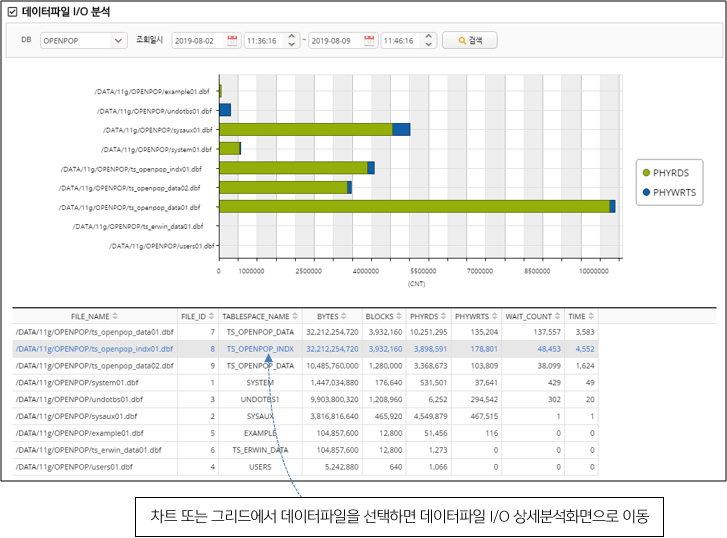 데이터파일 I/O 분석
DB OPENPOP 조회일시 2019-08-02 11:36:16 ~ 2019-08-09 11:46:16 검색
/DATA/11g/OPENPOP/example01.dbf
/DATA/11g/OPENPOP/undotbs01.dbf
/DATA/11g/OPENPOP/sysaux01.dbf
/DATA/11g/OPENPOP/system01.dbf
/DATA/11g/OPENPOP/ts_openpop_indx01.dbf
/DATA/11g/OPENPOP/ts_openpop_data02.dbf
/DATA/11g/OPENPOP/ts_openpop_data01.dbf
/DATA/11g/OPENPOP/ts_erwin_data01.dbf
/DATA/11g/OPENPOP/users01.dbf
0 1000000 2500000 4000000 5500000 7000000 8500000 10000000
(CNT)
PHYRDS
PHYWRTS
FILE_NAME FILE_ID TABLESPACE_NAME BYTES BLOCKS PHYRDS PHYWRTS WAIT_COUNT TIME
/DATA/11g/OPENPOP/ts_openpop_data01.dbf 7 TS_OPENPOP_DATA 32,212,254,720 3,932,160 10,251,295 135,204 137,557 3,583
/DATA/11g/OPENPOP/ts_openpop_indx01.dbf 8 TS_OPENPOP_INDX 32,212,254,720 3,932,160 3,898,591 178,801 48,453 4,552
/DATA/11g/OPENPOP/ts_openpop_data02.dbf 9 TS_OPENPOP_DATA 10,485,760,000 1,280,000 3,368,673 103,809 38,099 1,624
/DATA/11g/OPENPOP/system01.dbf 1 SYSTEM 1,447,034,880 176,640 531,501 37,641 429 49
/DATA/11g/OPENPOP/undotbs01.dbf 3 UNDOTBS1 9,903,800,320 1,208,960 6,252 294,542 302 20
/DATA/11g/OPENPOP/sysaux01.dbf 2 SYSAUX 3,816,816,640 465,920 4,549,879 467,515 1 1
/DATA/11g/OPENPOP/example01.dbf 5 EXAMPLE 104,857,600 12,800 51,456 116 0 0
/DATA/11g/OPENPOP/ts_erwin_data01.dbf 6 TS_ERWIN_DATA 104,857,600 12,800 1,273 0 0 0
/DATA/11g/OPENPOP/users01.dbf 4 USERS 5,242,880 640 1,066 0 0 0
차트 또는 그리드에서 데이터파일을 선택하면 데이터파일 I/O 상세분석화면으로 이동